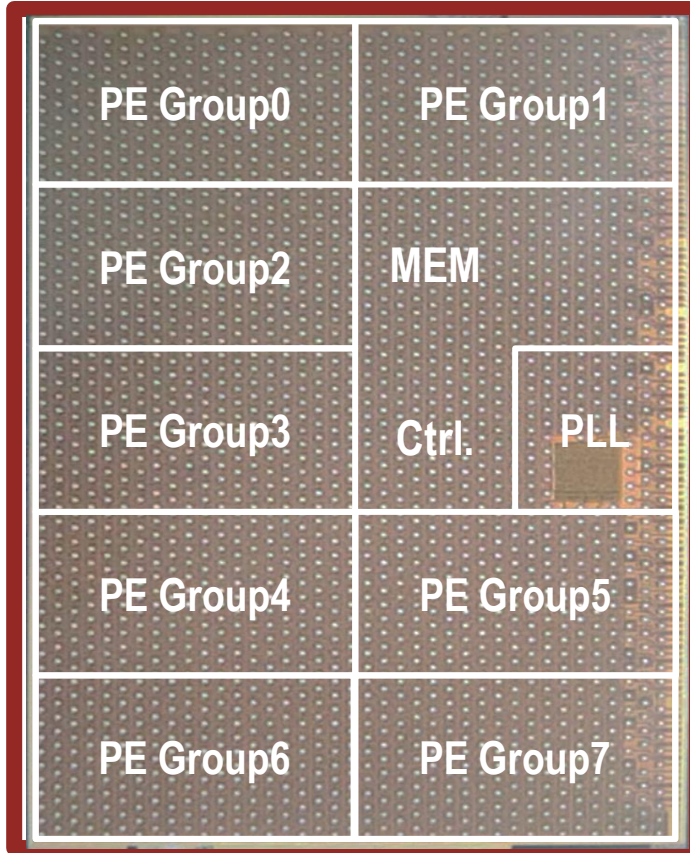 PE Group0
PE Group1
PE Group2
MEM
PE Group3
Ctrl.
PLL
PE Group4
PE Group5
PE Group6
PE Group7